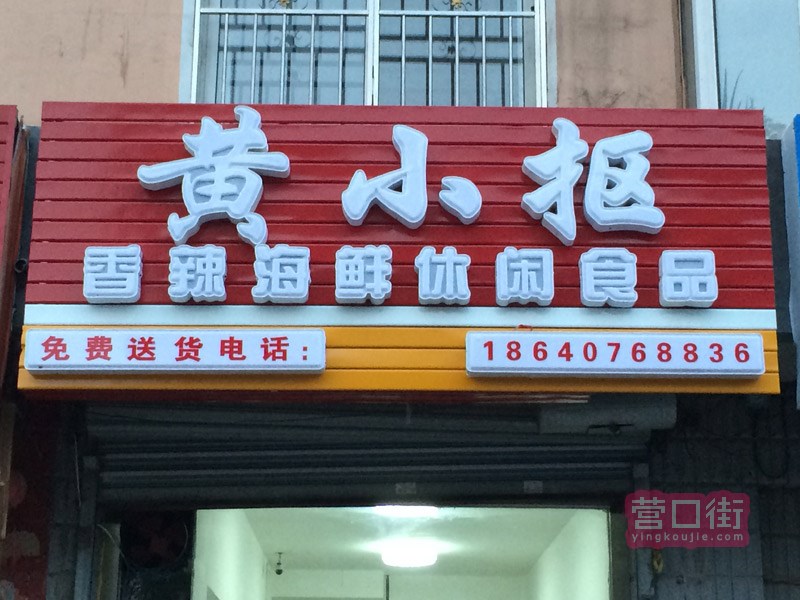 黄小抠
香辣海鲜休闲食品
免费送货电话:
18640768836
营口街
yingkoujie.com